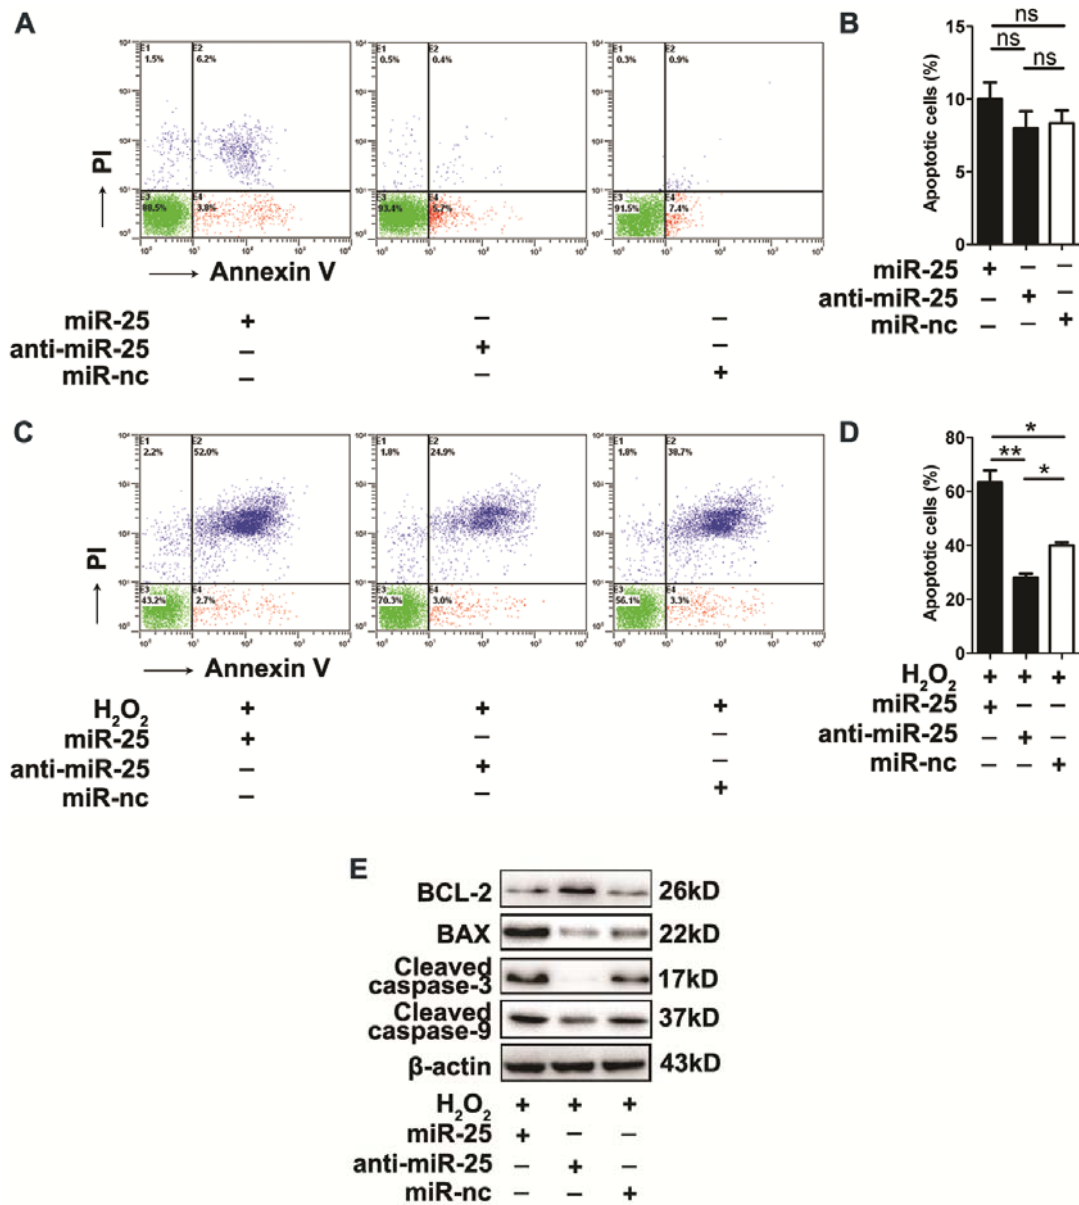 A
B
E1
1.5%
E2
6.2%
E3
88.5%
E4
3.8%
E1
0.5%
E2
0.4%
E3
93.4%
E4
5.7%
E1
0.3%
E2
0.9%
E3
91.5%
E4
7.4%
PI
Annexin V
miR-25 + – –
anti-miR-25 – + –
miR-nc – – +
Apoptotic cells (%)
15
10
5
0
ns
ns
ns
miR-25 + – –
anti-miR-25 – + –
miR-nc – – +
C
D
E1
2.2%
E2
52.0%
E3
43.2%
E4
2.7%
E1
1.8%
E2
24.9%
E3
70.3%
E4
3.0%
E1
1.8%
E2
38.7%
E3
56.1%
E4
3.3%
PI
Annexin V
H₂O₂ + + +
miR-25 + – –
anti-miR-25 – + –
miR-nc – – +
Apoptotic cells (%)
80
60
40
20
0
*
**
*
H₂O₂ + + +
miR-25 + – –
anti-miR-25 – + –
miR-nc – – +
E
BCL-2 26kD
BAX 22kD
Cleaved
caspase-3 17kD
Cleaved
caspase-9 37kD
β-actin 43kD
H₂O₂ + + +
miR-25 + – –
anti-miR-25 – + –
miR-nc – – +